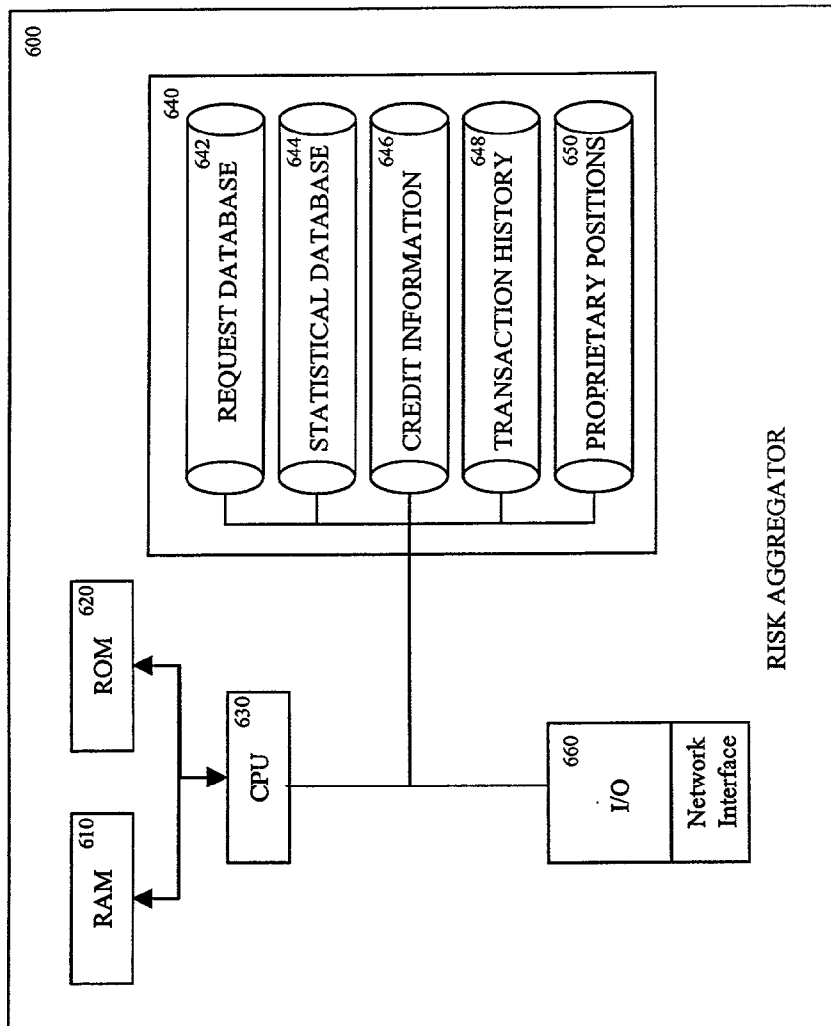 600
RAM
610
ROM
620
CPU
630
640
REQUEST DATABASE
642
STATISTICAL DATABASE
644
CREDIT INFORMATION
646
TRANSACTION HISTORY
648
PROPRIETARY POSITIONS
650
I/O
660
Network
Interface
RISK AGGREGATOR